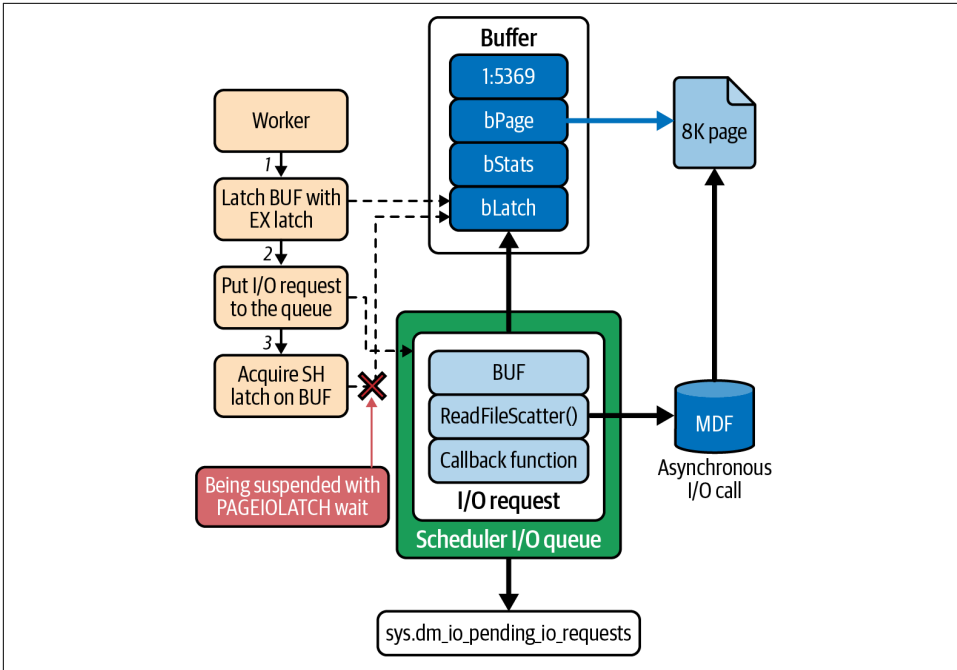 Buffer
1:5369
bPage
bStats
bLatch
8K page
Worker
1
Latch BUF with
EX latch
2
Put I/O request
to the queue
3
Acquire SH
latch on BUF
Being suspended with
PAGEIOLATCH wait
BUF
ReadFileScatter()
Callback function
I/O request
Scheduler I/O queue
MDF
Asynchronous
I/O call
sys.dm_io_pending_io_requests